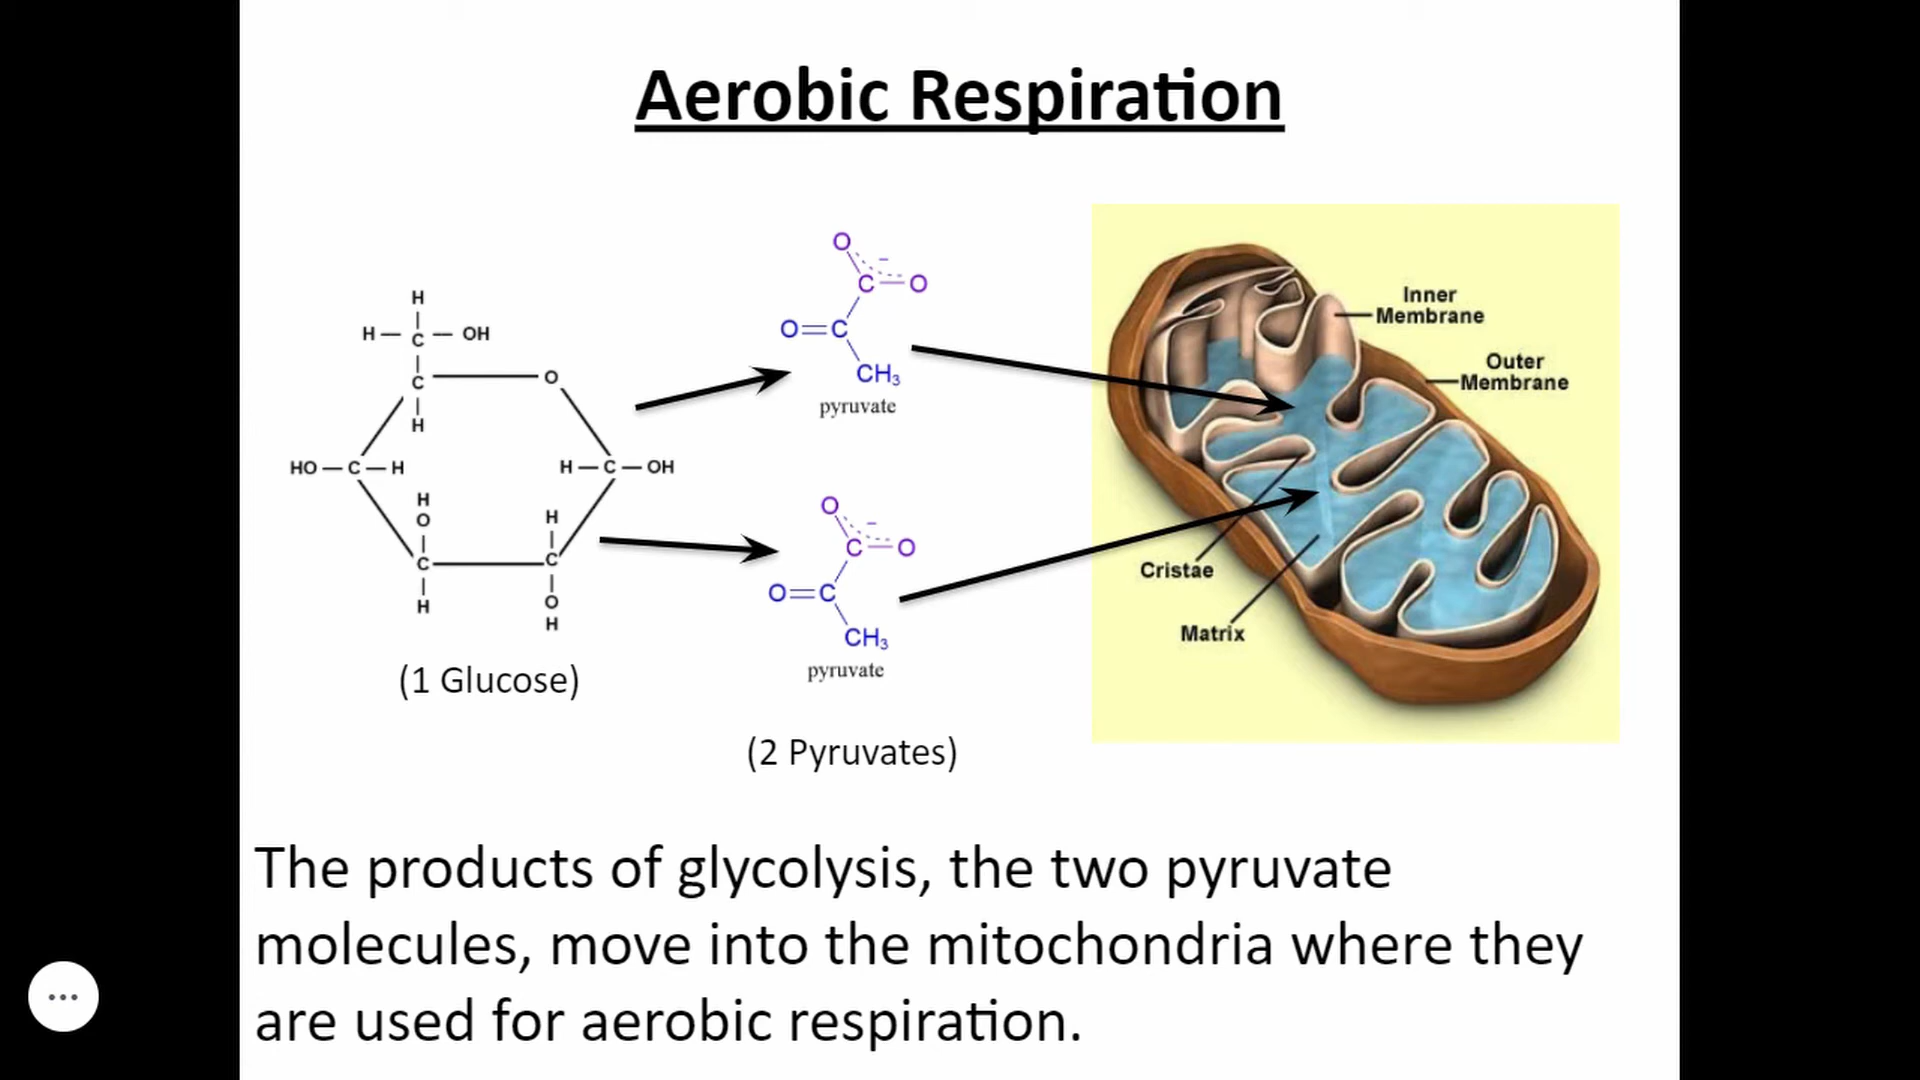 Aerobic Respiration
H
H — C — OH
C
O
H
HO — C — H
H — C — OH
H
O
H
C
C
H
O
H
(1 Glucose)
O
–
C — O
O=C
CH₃
pyruvate
O
–
C — O
O=C
CH₃
pyruvate
(2 Pyruvates)
Inner
Membrane
Outer
Membrane
Cristae
Matrix
The products of glycolysis, the two pyruvate
molecules, move into the mitochondria where they
are used for aerobic respiration.